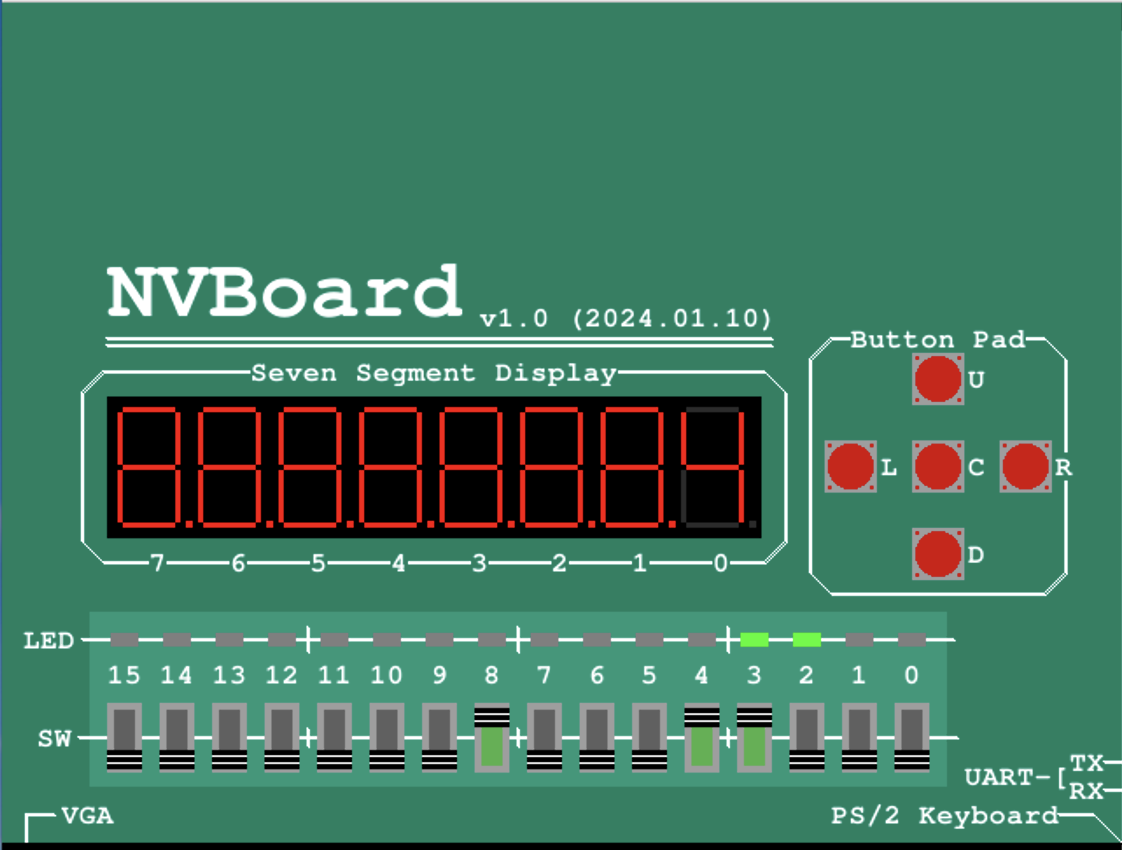 NVBoard v1.0 (2024.01.10)
Seven Segment Display
8.8.8.8.8.8.8.4
7 6 5 4 3 2 1 0
Button Pad
U
L C R
D
LED
15 14 13 12 11 10 9 8 7 6 5 4 3 2 1 0
SW
UART-[ TX
RX
VGA
PS/2 Keyboard